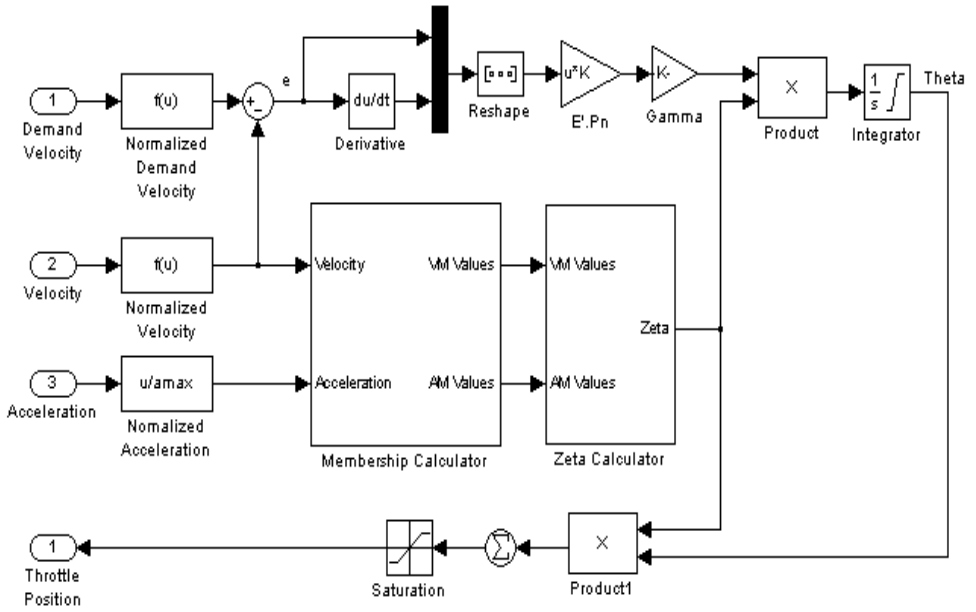 e
1
Demand
Velocity
f(u)
Normalized
Demand
Velocity
+
-
du/dt
Derivative
[∘∘∘]
Reshape
u*K
E'.Pn
K-
Gamma
X
Product
1
s
Integrator
Theta
2
Velocity
f(u)
Normalized
Velocity
Velocity
VM Values
Acceleration
AM Values
Membership Calculator
VM Values
Zeta
AM Values
Zeta Calculator
3
Acceleration
u/amax
Nomalized
Acceleration
1
Throttle
Position
Saturation
Σ
X
Product1